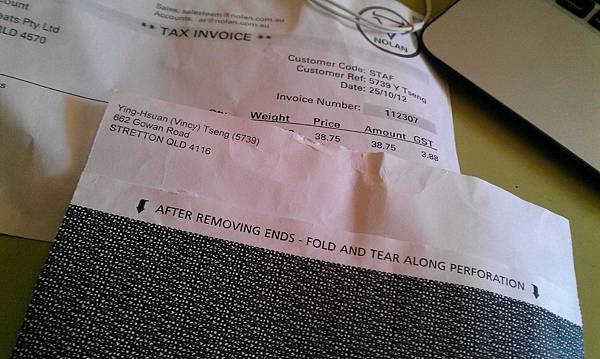 ount
eats Pty Ltd
QLD 4570
Sales: salesteam@nolan.com.au
Accounts: ar@nolan.com.au
** TAX INVOICE **
NOLAN
Customer Code: STAF
Customer Ref: 5739 Y Tseng
Date: 25/10/12
Invoice Number: 112307
Weight Price Amount GST
38.75 38.75 3.88
Ying-Hsuan (Vincy) Tseng (5739)
662 Gowan Road
STRETTON QLD 4116
AFTER REMOVING ENDS - FOLD AND TEAR ALONG PERFORATION